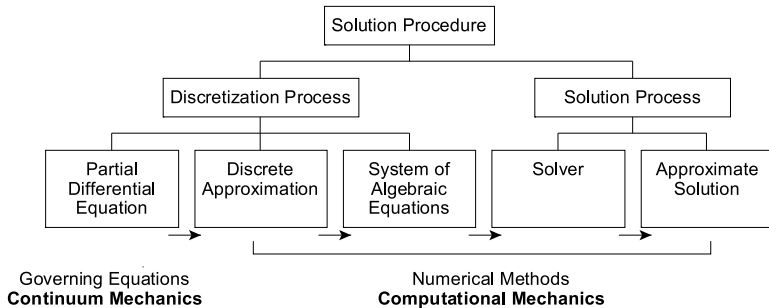 Solution Procedure
Discretization Process
Solution Process
Partial
Differential
Equation
Discrete
Approximation
System of
Algebraic
Equations
Solver
Approximate
Solution
Governing Equations
Continuum Mechanics
Numerical Methods
Computational Mechanics